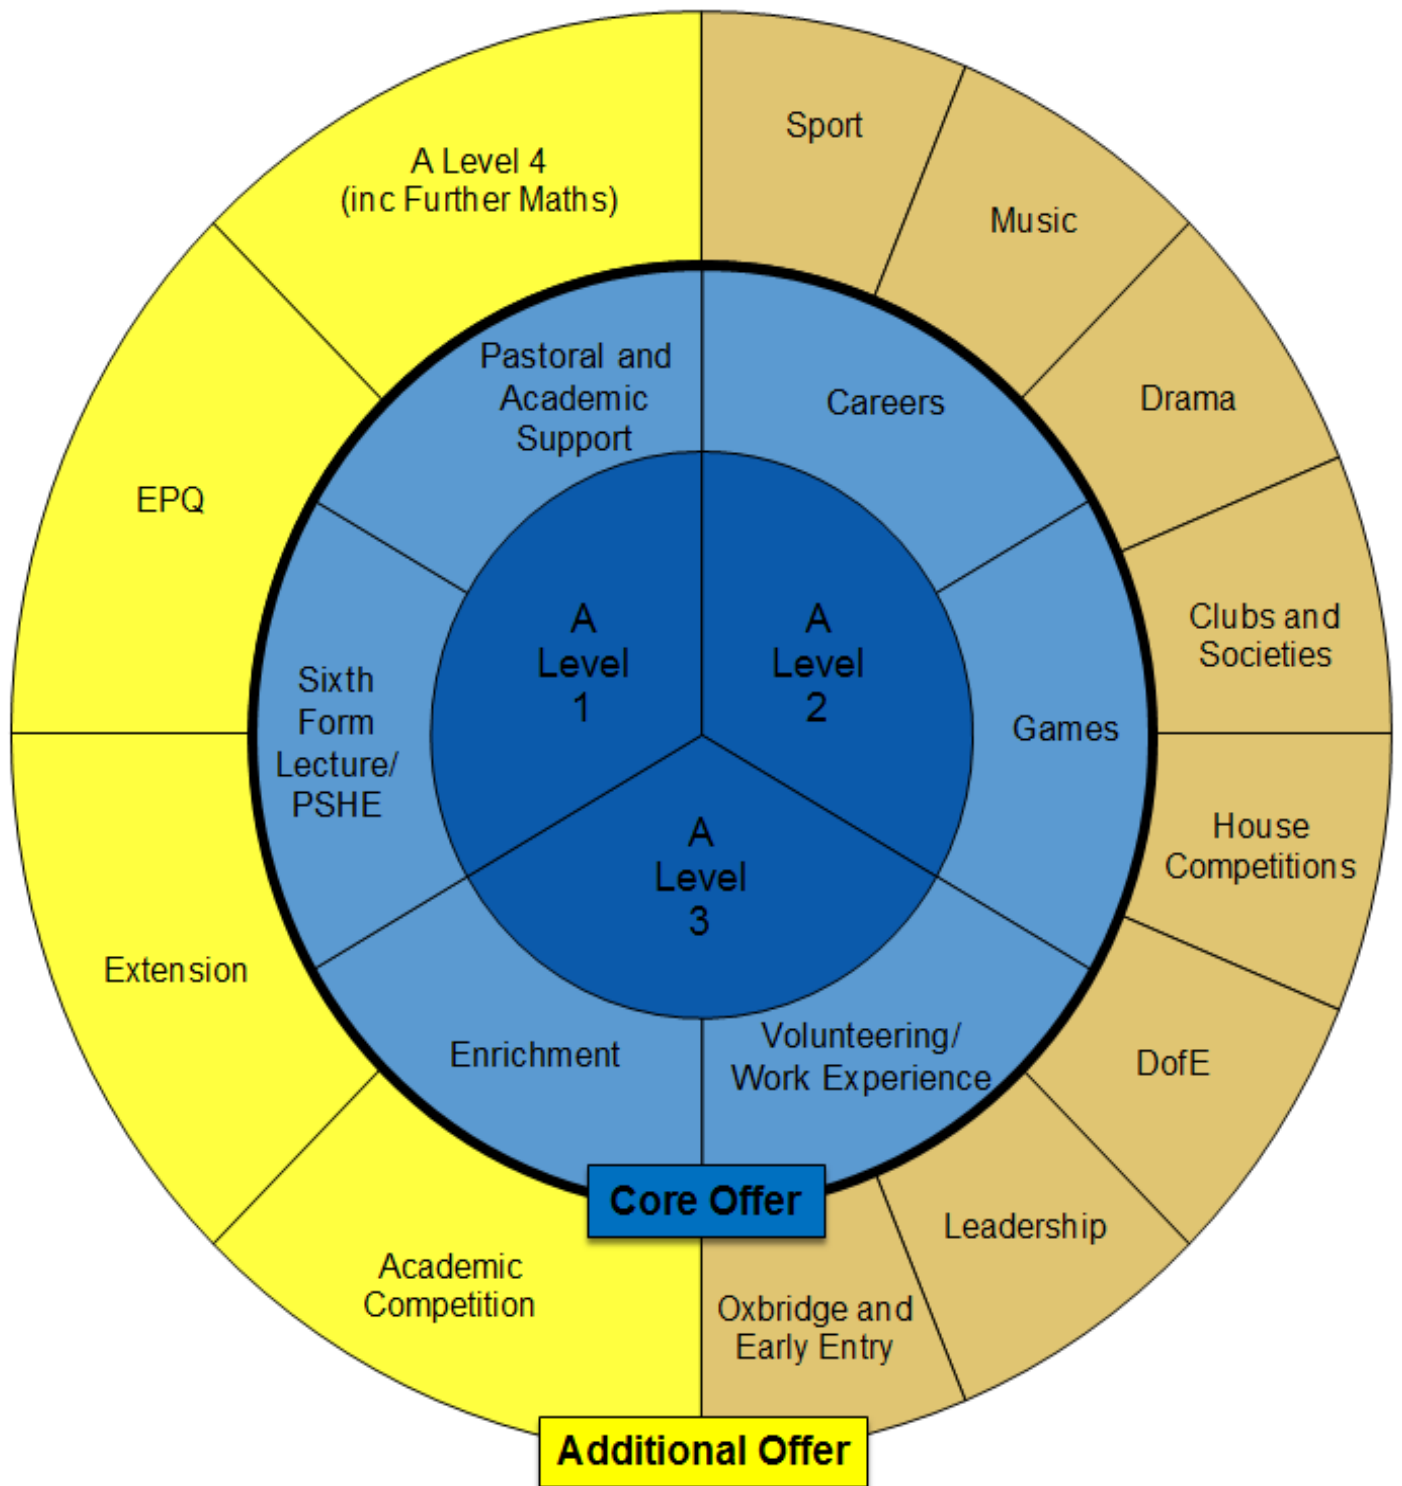 Sport
A Level 4
(inc Further Maths)
Music
Pastoral and
Academic
Support
Careers
Drama
EPQ
A
Level
1
A
Level
2
Clubs and
Societies
Sixth
Form
Lecture/
PSHE
Games
A
Level
3
House
Competitions
Extension
Enrichment
Volunteering/
Work Experience
DofE
Core Offer
Leadership
Academic
Competition
Oxbridge and
Early Entry
Additional Offer